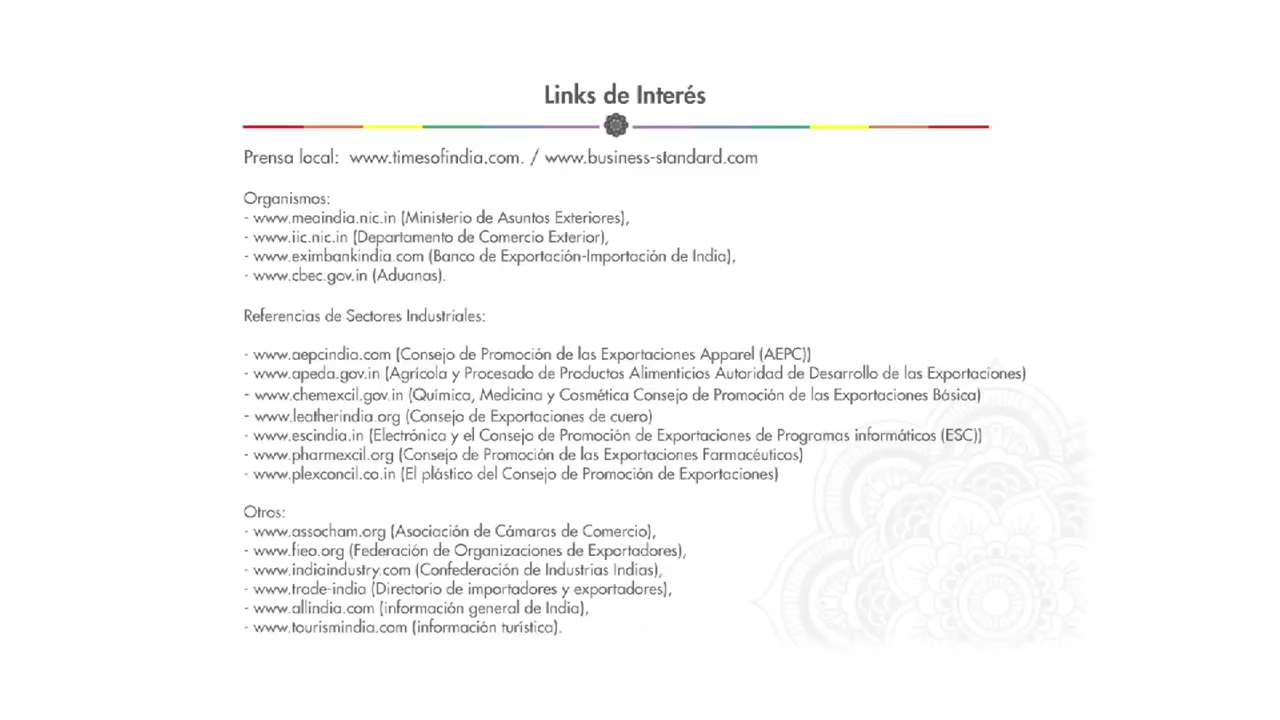 Links de Interés
Prensa local: www.timesofindia.com. / www.business-standard.com
Organismos:
- www.meaindia.nic.in (Ministerio de Asuntos Exteriores),
- www.iic.nic.in (Departamento de Comercio Exterior),
- www.eximbankindia.com (Banco de Exportación-Importación de India),
- www.cbec.gov.in (Aduanas).
Referencias de Sectores Industriales:
- www.aepcindia.com (Consejo de Promoción de las Exportaciones Apparel (AEPC))
- www.apeda.gov.in (Agrícola y Procesado de Productos Alimenticios Autoridad de Desarrollo de las Exportaciones)
- www.chemexcil.gov.in (Química, Medicina y Cosmética Consejo de Promoción de las Exportaciones Básica)
- www.leatherindia.org (Consejo de Exportaciones de cuero)
- www.escindia.in (Electrónica y el Consejo de Promoción de Exportaciones de Programas informáticos (ESC))
- www.pharmexcil.org (Consejo de Promoción de las Exportaciones Farmacéuticos)
- www.plexconcil.co.in (El plástico del Consejo de Promoción de Exportaciones)
Otros:
- www.assocham.org (Asociación de Cámaras de Comercio),
- www.fieo.org (Federación de Organizaciones de Exportadores),
- www.indiaindustry.com (Confederación de Industrias Indias),
- www.trade-india (Directorio de importadores y exportadores),
- www.allindia.com (información general de India),
- www.tourismindia.com (información turística).